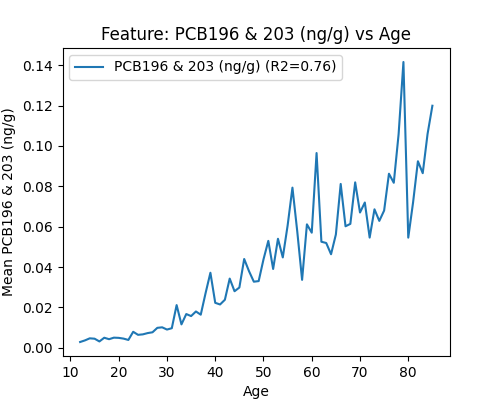 Feature: PCB196 & 203 (ng/g) vs Age
PCB196 & 203 (ng/g) (R2=0.76)
Mean PCB196 & 203 (ng/g)
0.14
0.12
0.10
0.08
0.06
0.04
0.02
0.00
10 20 30 40 50 60 70 80
Age